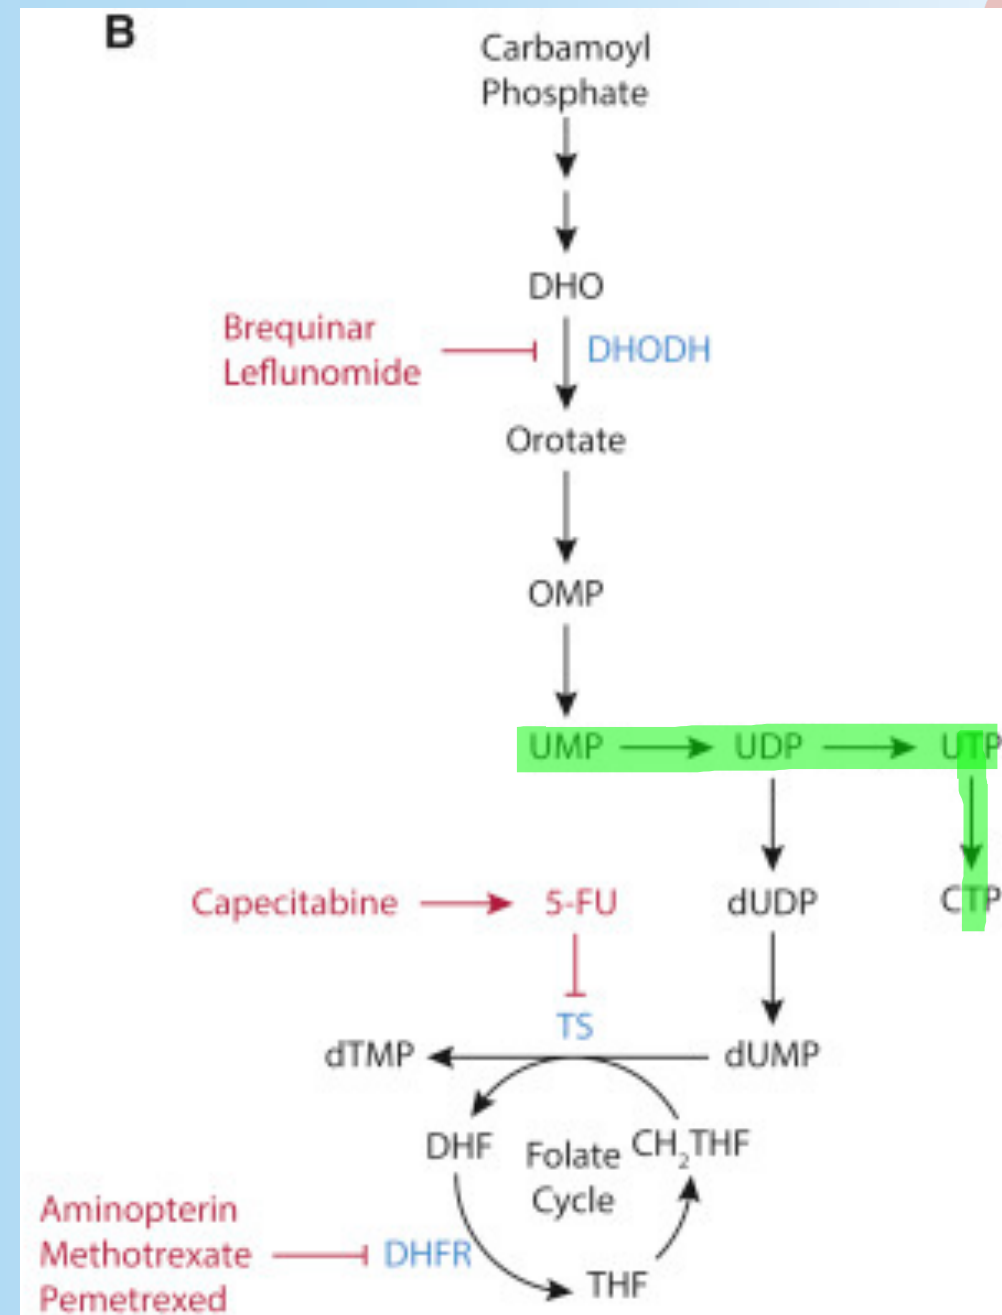 B
Carbamoyl
Phosphate
DHO
Brequinar
Leflunomide
DHODH
Orotate
OMP
UMP UDP UTP
Capecitabine 5-FU dUDP CTP
TS
dTMP dUMP
DHF Folate CH₂THF
Cycle
Aminopterin
Methotrexate DHFR
Pemetrexed
THF